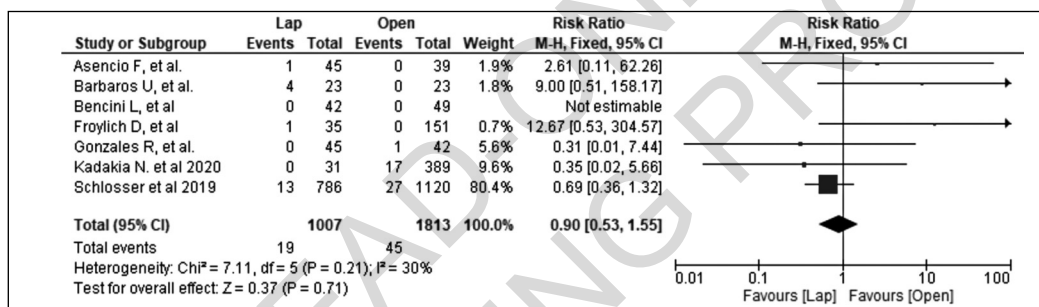 Lap Open Risk Ratio Risk Ratio
Study or Subgroup Events Total Events Total Weight M-H, Fixed, 95% CI M-H, Fixed, 95% CI
Asencio F, et al. 1 45 0 39 1.9% 2.61 [0.11, 62.26]
Barbaros U, et al. 4 23 0 23 1.8% 9.00 [0.51, 158.17]
Bencini L, et al 0 42 0 49 Not estimable
Froylich D, et al 1 35 0 151 0.7% 12.67 [0.53, 304.57]
Gonzales R, et al. 0 45 1 42 5.6% 0.31 [0.01, 7.44]
Kadakia N. et al 2020 0 31 17 389 9.6% 0.35 [0.02, 5.66]
Schlosser et al 2019 13 786 27 1120 80.4% 0.69 [0.36, 1.32]
Total (95% CI) 1007 1813 100.0% 0.90 [0.53, 1.55]
Total events 19 45
Heterogeneity: Chi² = 7.11, df = 5 (P = 0.21); I² = 30%
Test for overall effect: Z = 0.37 (P = 0.71)
0.01 0.1 1 10 100
Favours [Lap] Favours [Open]